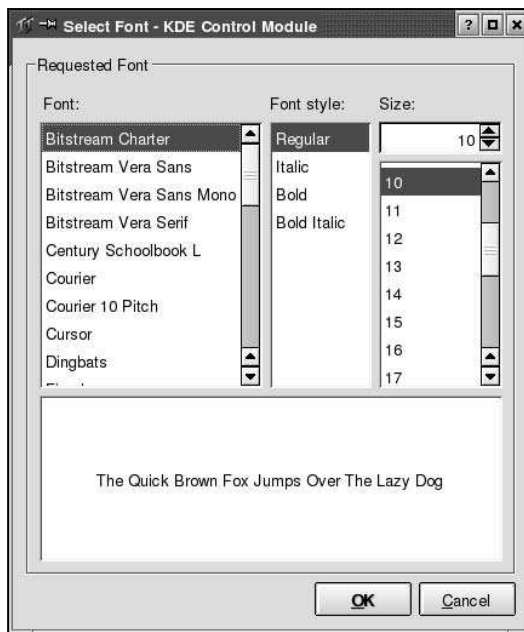 Select Font - KDE Control Module
Requested Font
Font: Font style: Size:
Bitstream Charter
Bitstream Vera Sans
Bitstream Vera Sans Mono
Bitstream Vera Serif
Century Schoolbook L
Courier
Courier 10 Pitch
Cursor
Dingbats
Regular
Italic
Bold
Bold Italic
10
10
11
12
13
14
15
16
17
The Quick Brown Fox Jumps Over The Lazy Dog
OK Cancel